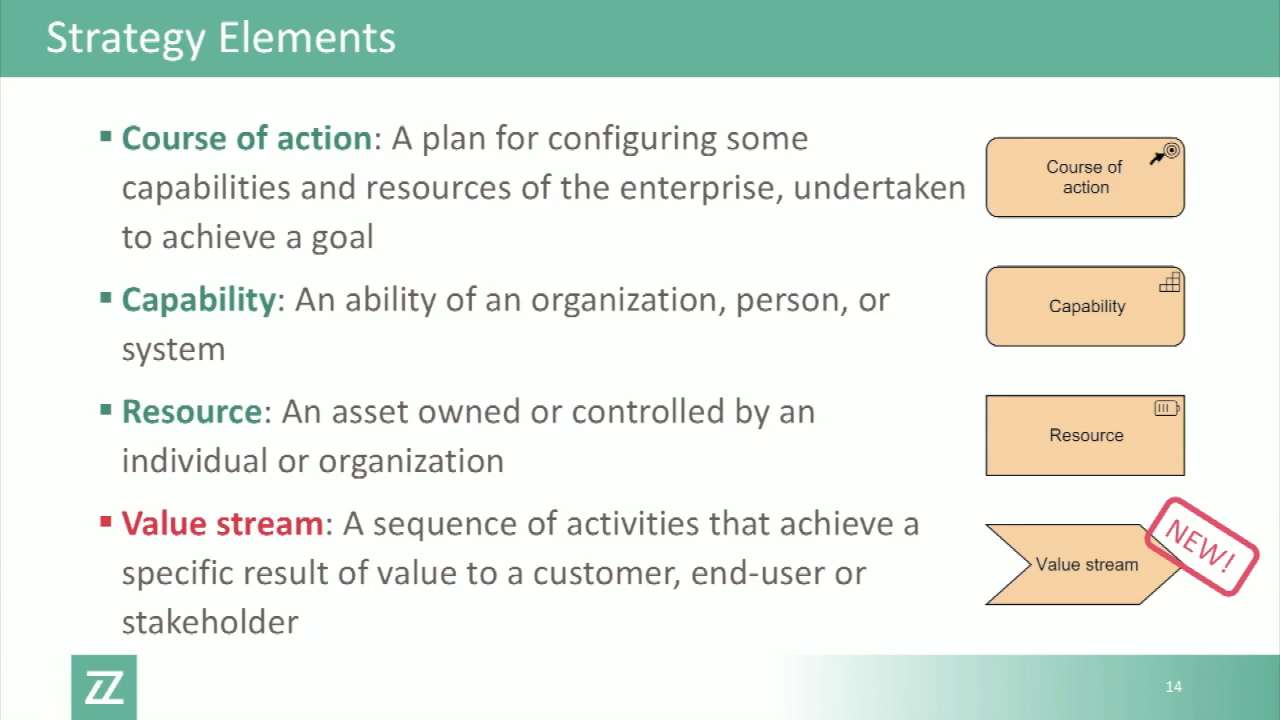 Strategy Elements
Course of action: A plan for configuring some
capabilities and resources of the enterprise, undertaken
to achieve a goal
Course of
action
Capability: An ability of an organization, person, or
system
Capability
Resource: An asset owned or controlled by an
individual or organization
Resource
Value stream: A sequence of activities that achieve a
specific result of value to a customer, end-user or
stakeholder
Value stream
NEW!
ZZ
14